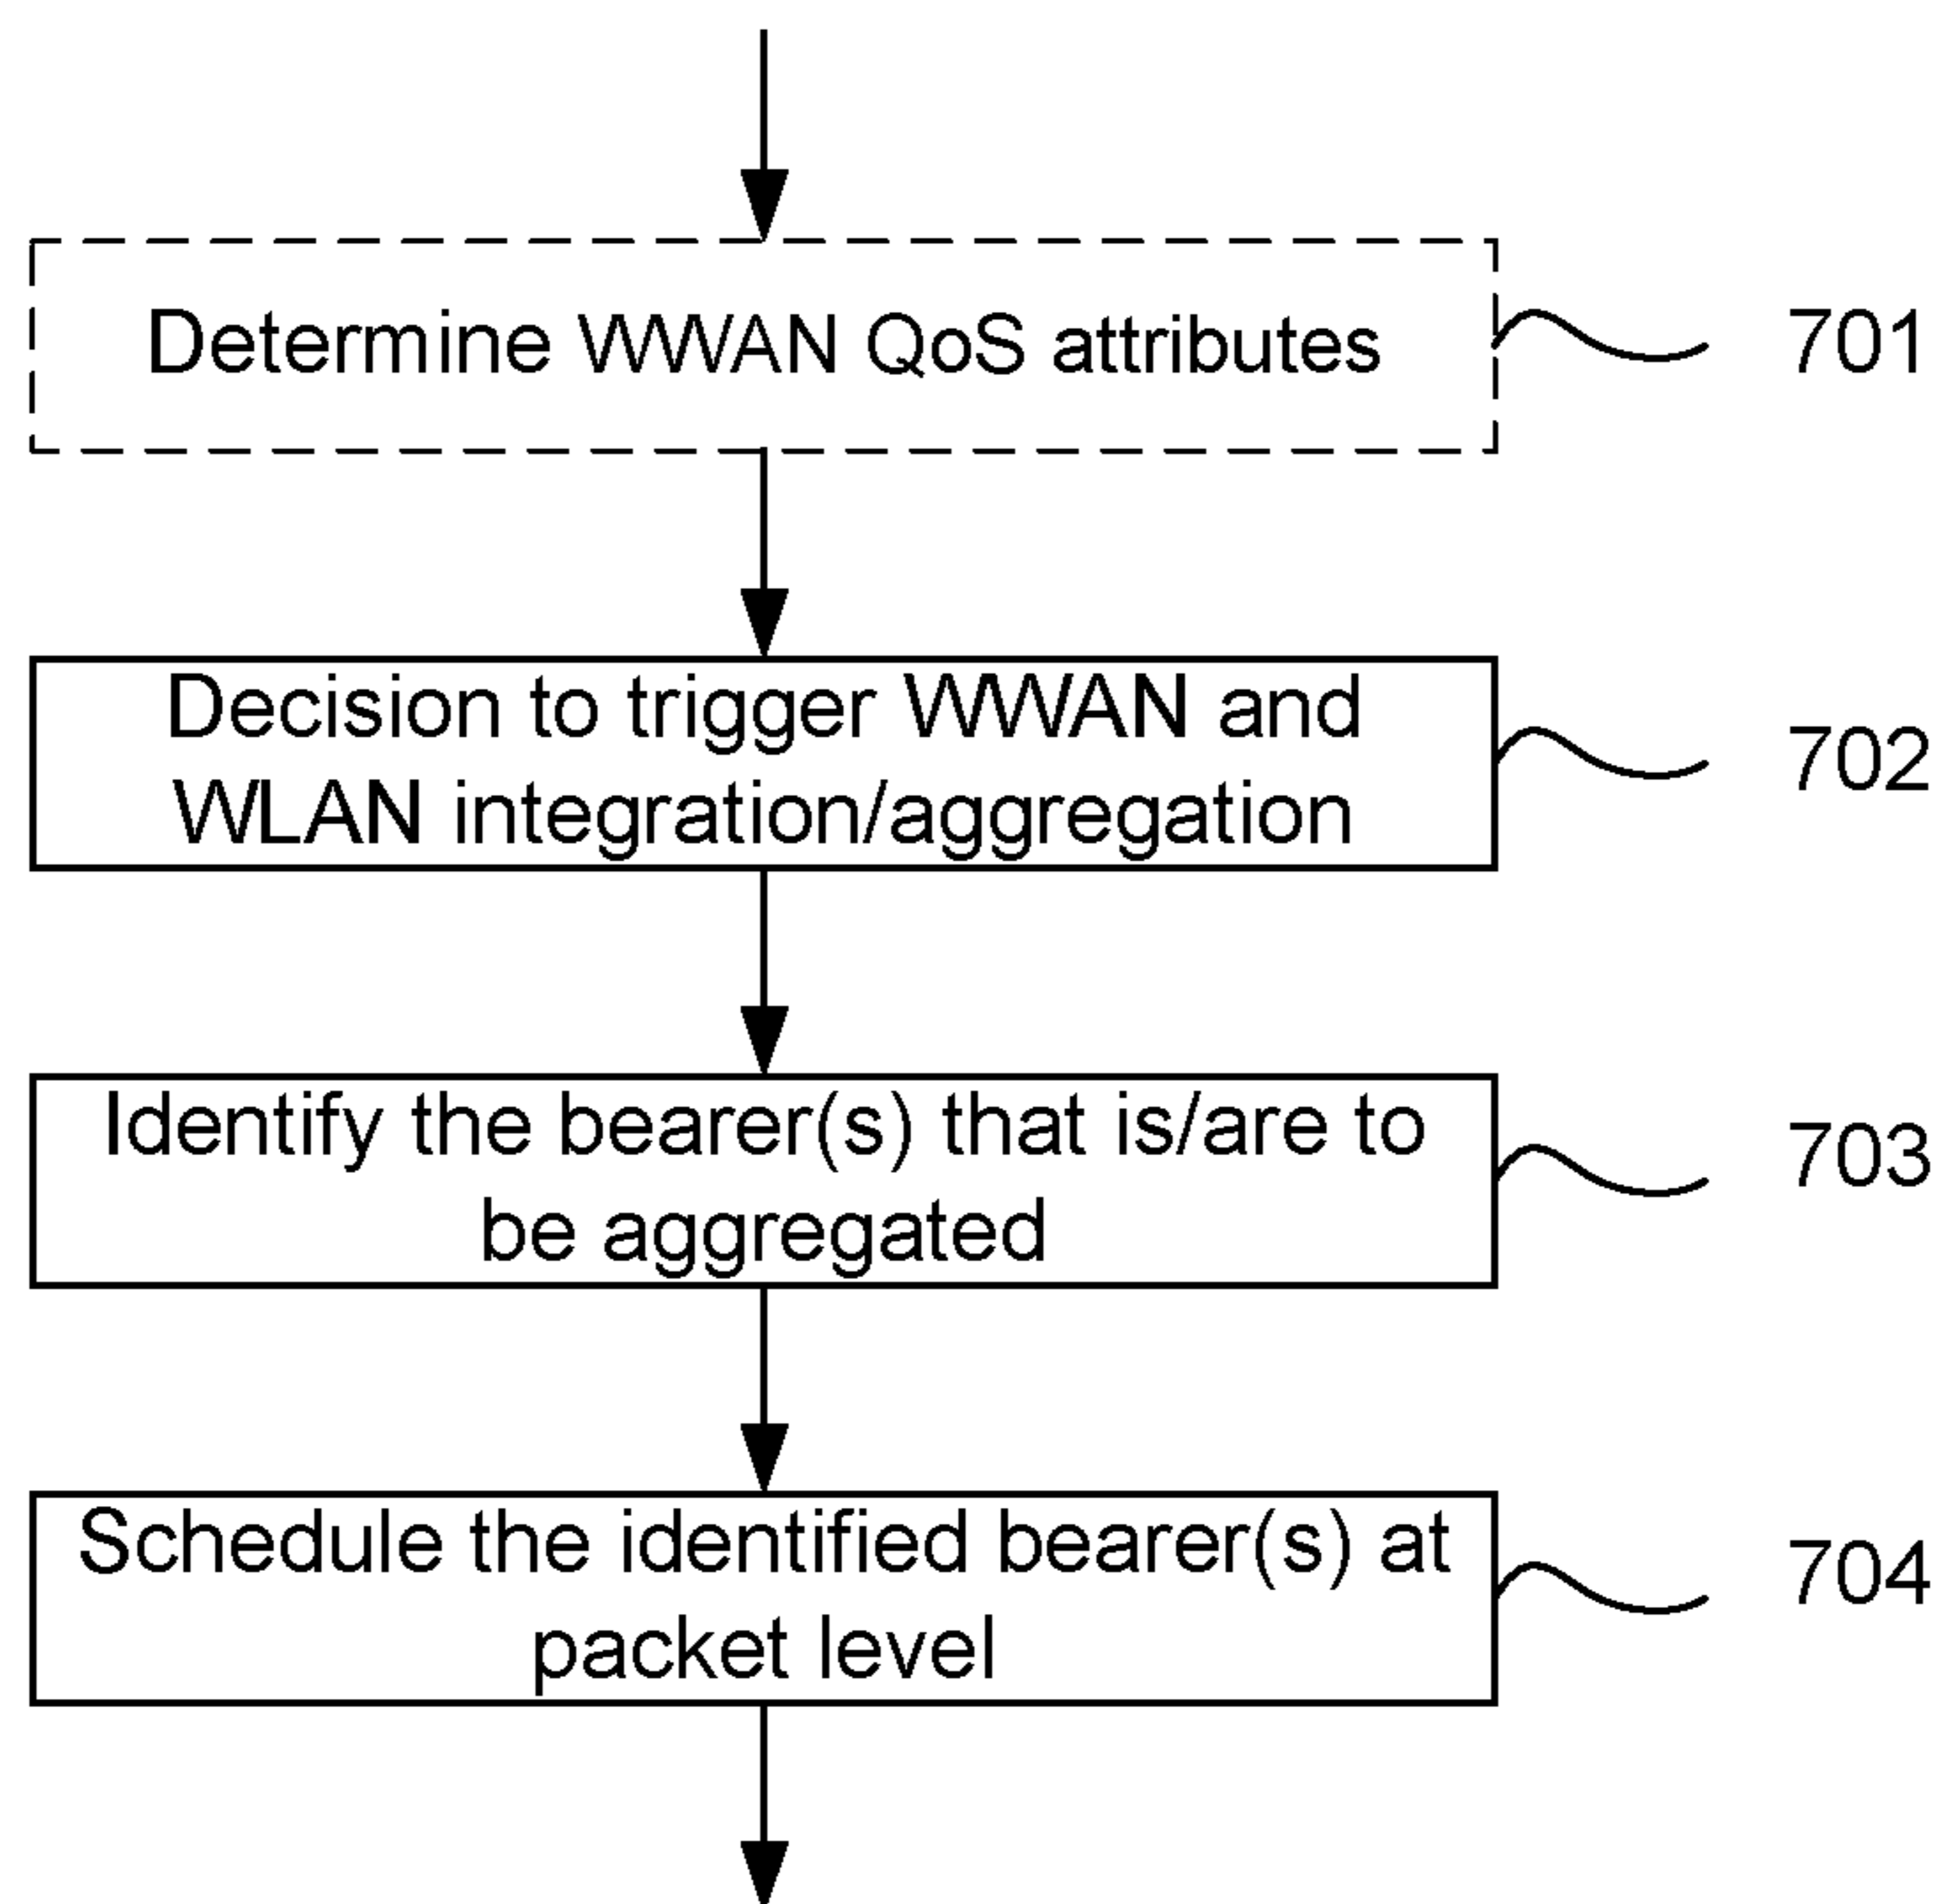 Determine WWAN QoS attributes
701
Decision to trigger WWAN and
WLAN integration/aggregation
702
Identify the bearer(s) that is/are to
be aggregated
703
Schedule the identified bearer(s) at
packet level
704